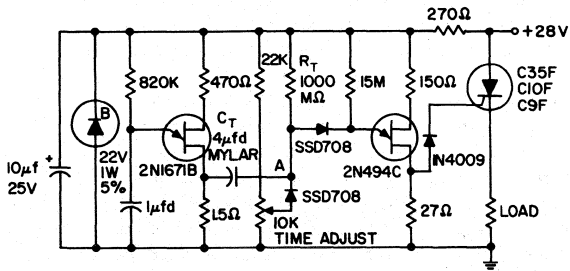 270Ω
+28V
22K
R_T
1000
MΩ
820K
470Ω
15M
150Ω
C35F
C10F
C9F
B
C_T
4μfd
MYLAR
A
SSD708
IN4009
10μf +
25V
22V
1W
5%
2N1671B
2N494C
SSD708
1μfd
1.5Ω
10K
TIME ADJUST
27Ω
LOAD